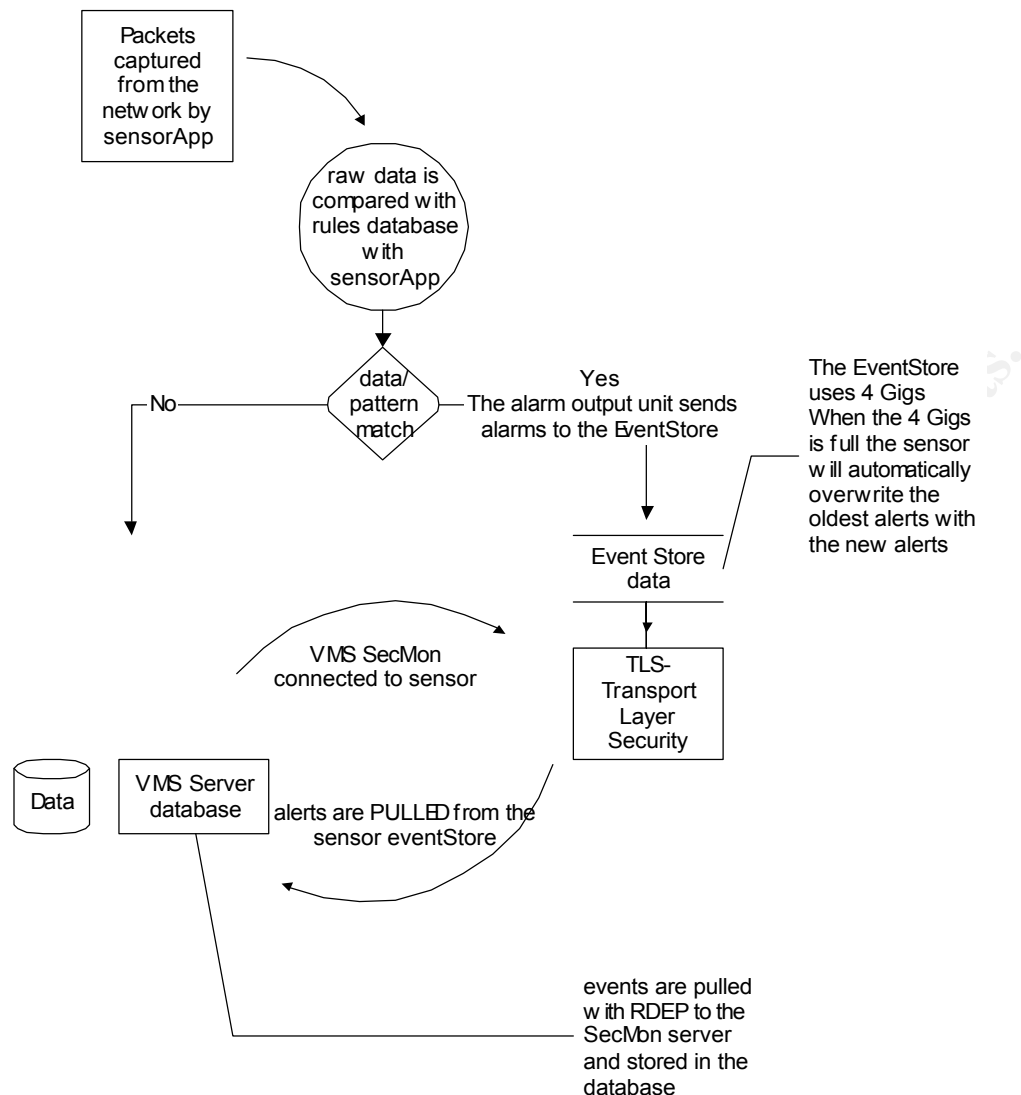 Packets
captured
from the
network by
sensorApp
raw data is
compared with
rules database
with
sensorApp
data/
pattern
match
No
Yes
The alarm output unit sends
alarms to the EventStore
The EventStore
uses 4 Gigs
When the 4 Gigs
is full the sensor
will automatically
overwrite the
oldest alerts with
the new alerts
Event Store
data
VMS SecMon
connected to sensor
TLS-
Transport
Layer
Security
Data
VMS Server
database
alerts are PULLED from the
sensor eventStore
events are pulled
with RDEP to the
SecMon server
and stored in the
database